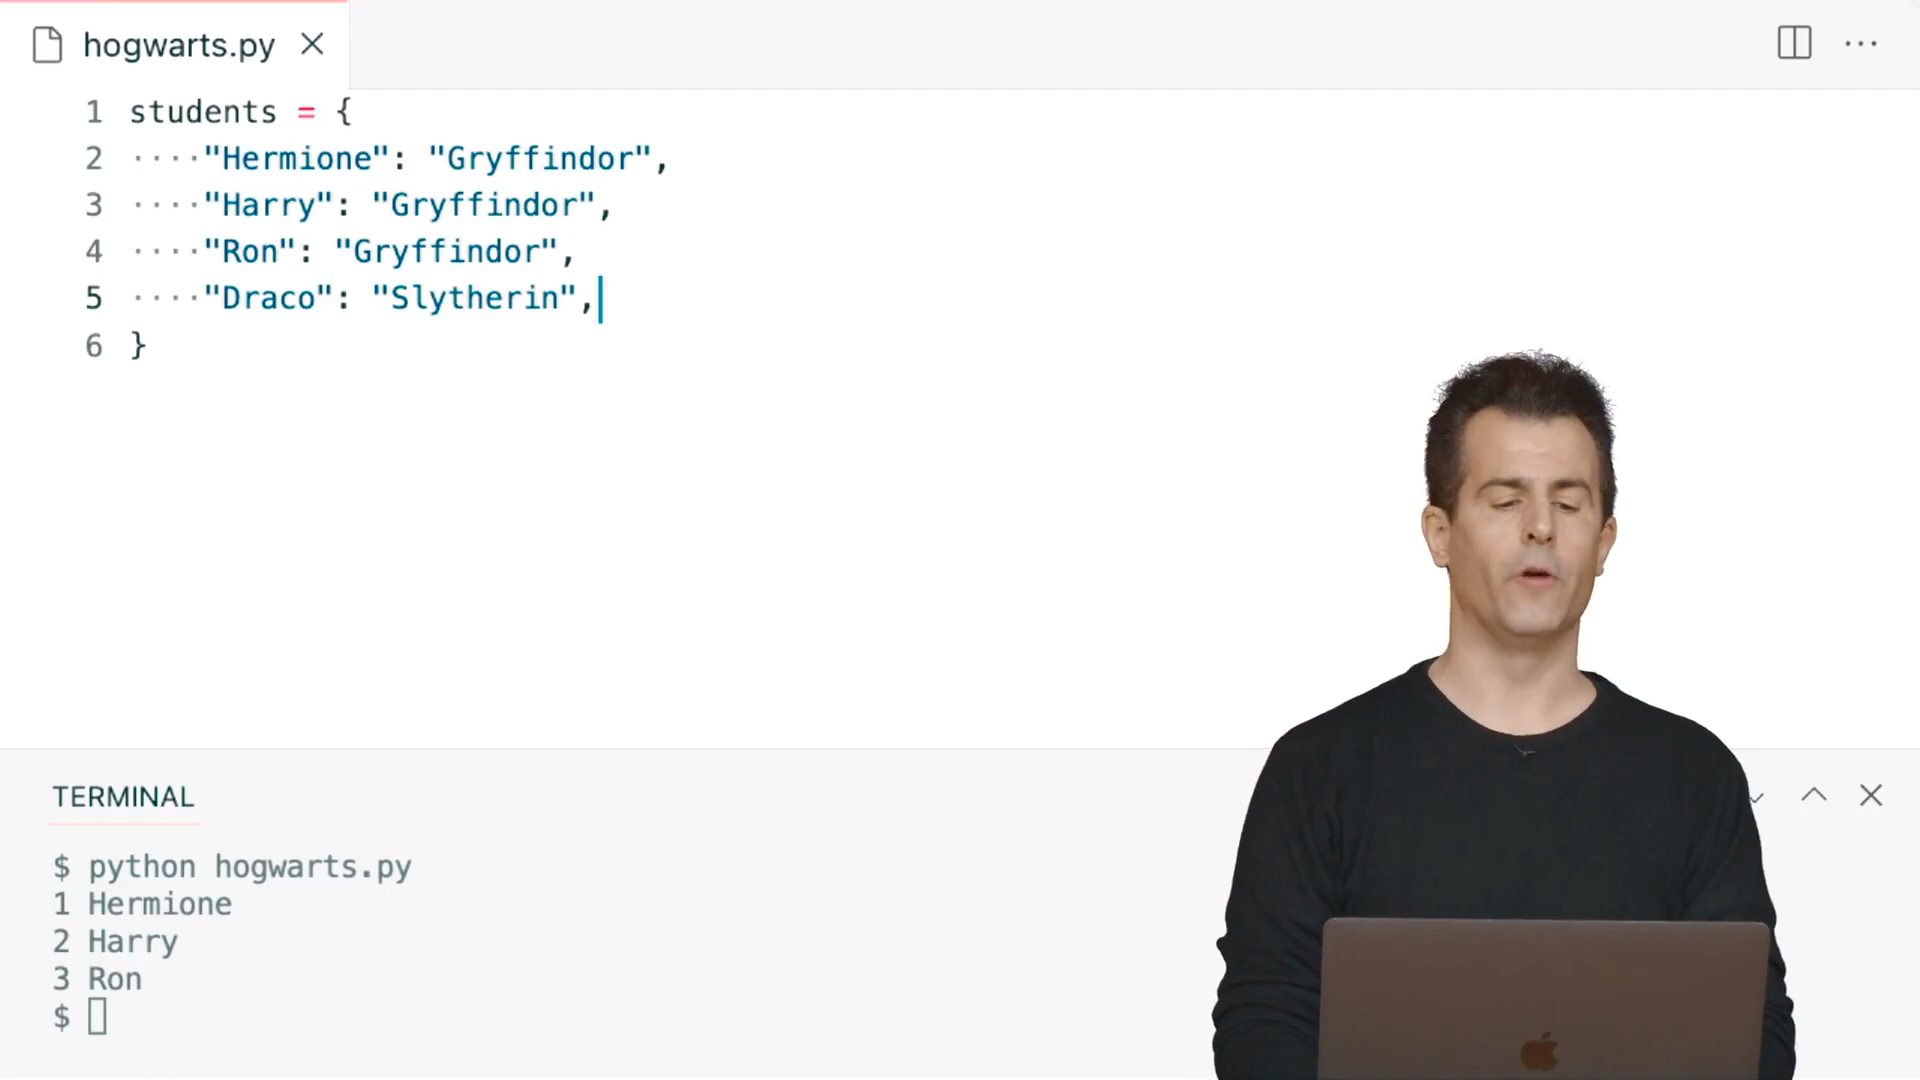 hogwarts.py
1 students = {
2 ····"Hermione": "Gryffindor",
3 ····"Harry": "Gryffindor",
4 ····"Ron": "Gryffindor",
5 ····"Draco": "Slytherin",
6 }
TERMINAL
$ python hogwarts.py
1 Hermione
2 Harry
3 Ron
$